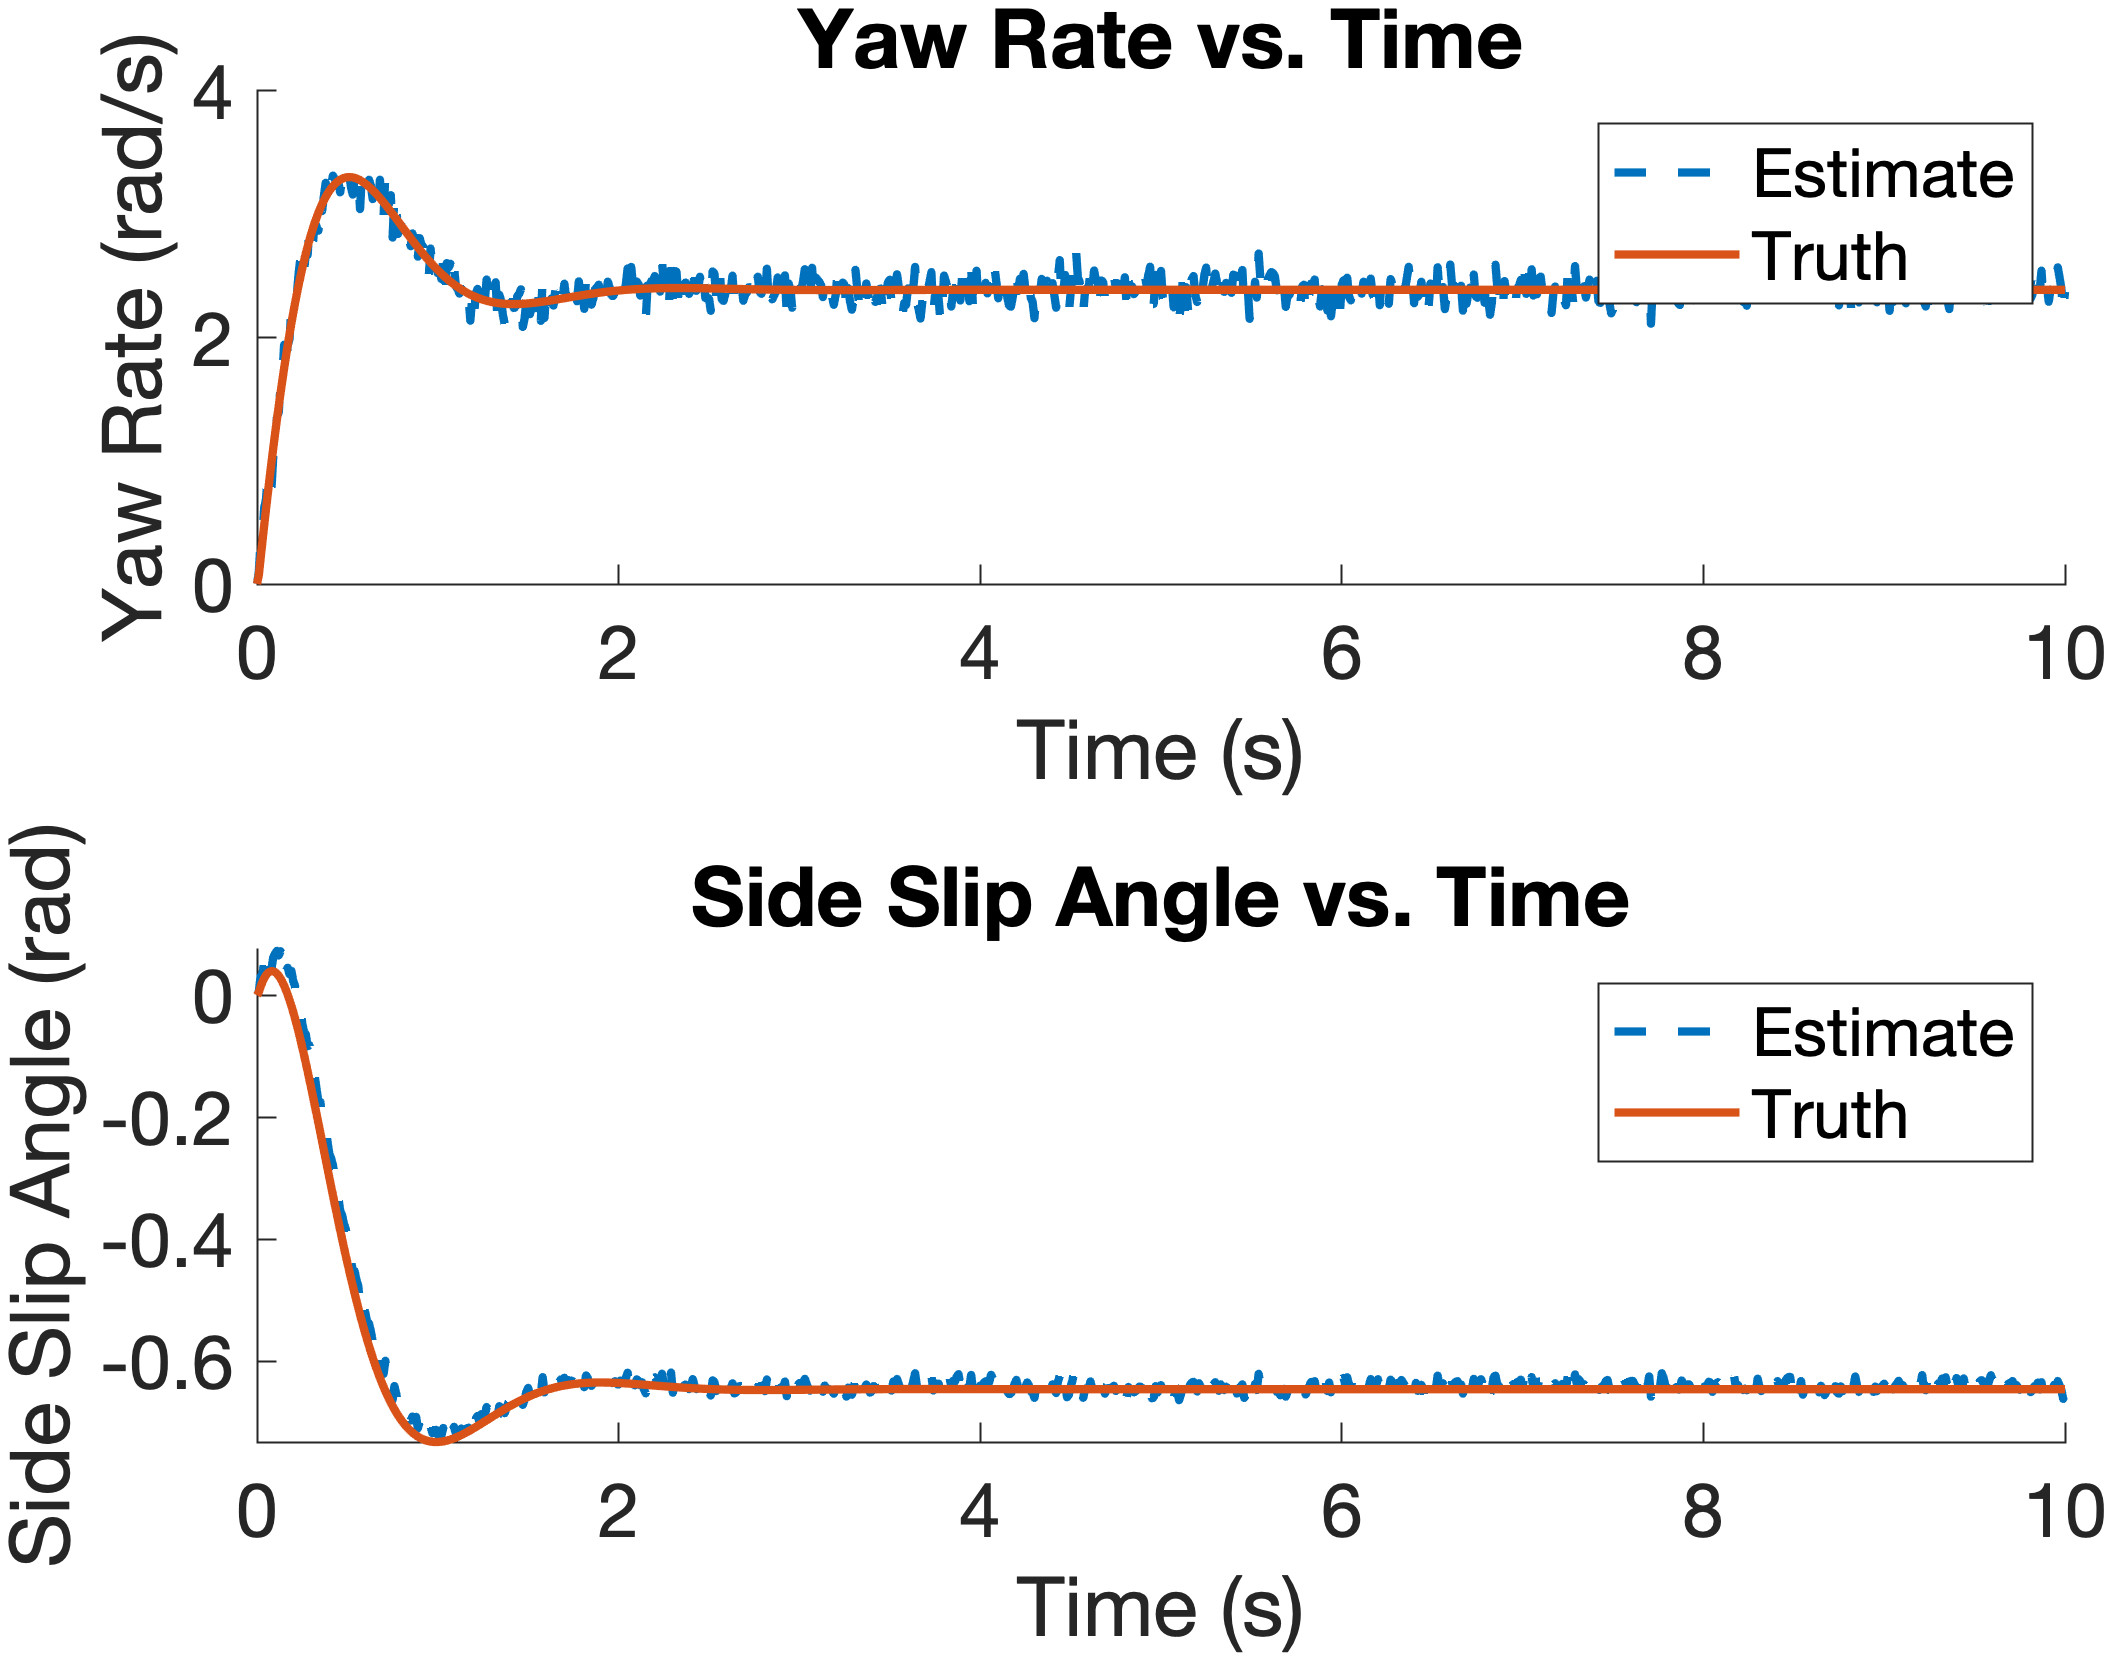 Yaw Rate vs. Time
Yaw Rate (rad/s)
4
2
0
Estimate
Truth
0 2 4 6 8 10
Time (s)
Side Slip Angle vs. Time
Side Slip Angle (rad)
0
-0.2
-0.4
-0.6
Estimate
Truth
0 2 4 6 8 10
Time (s)